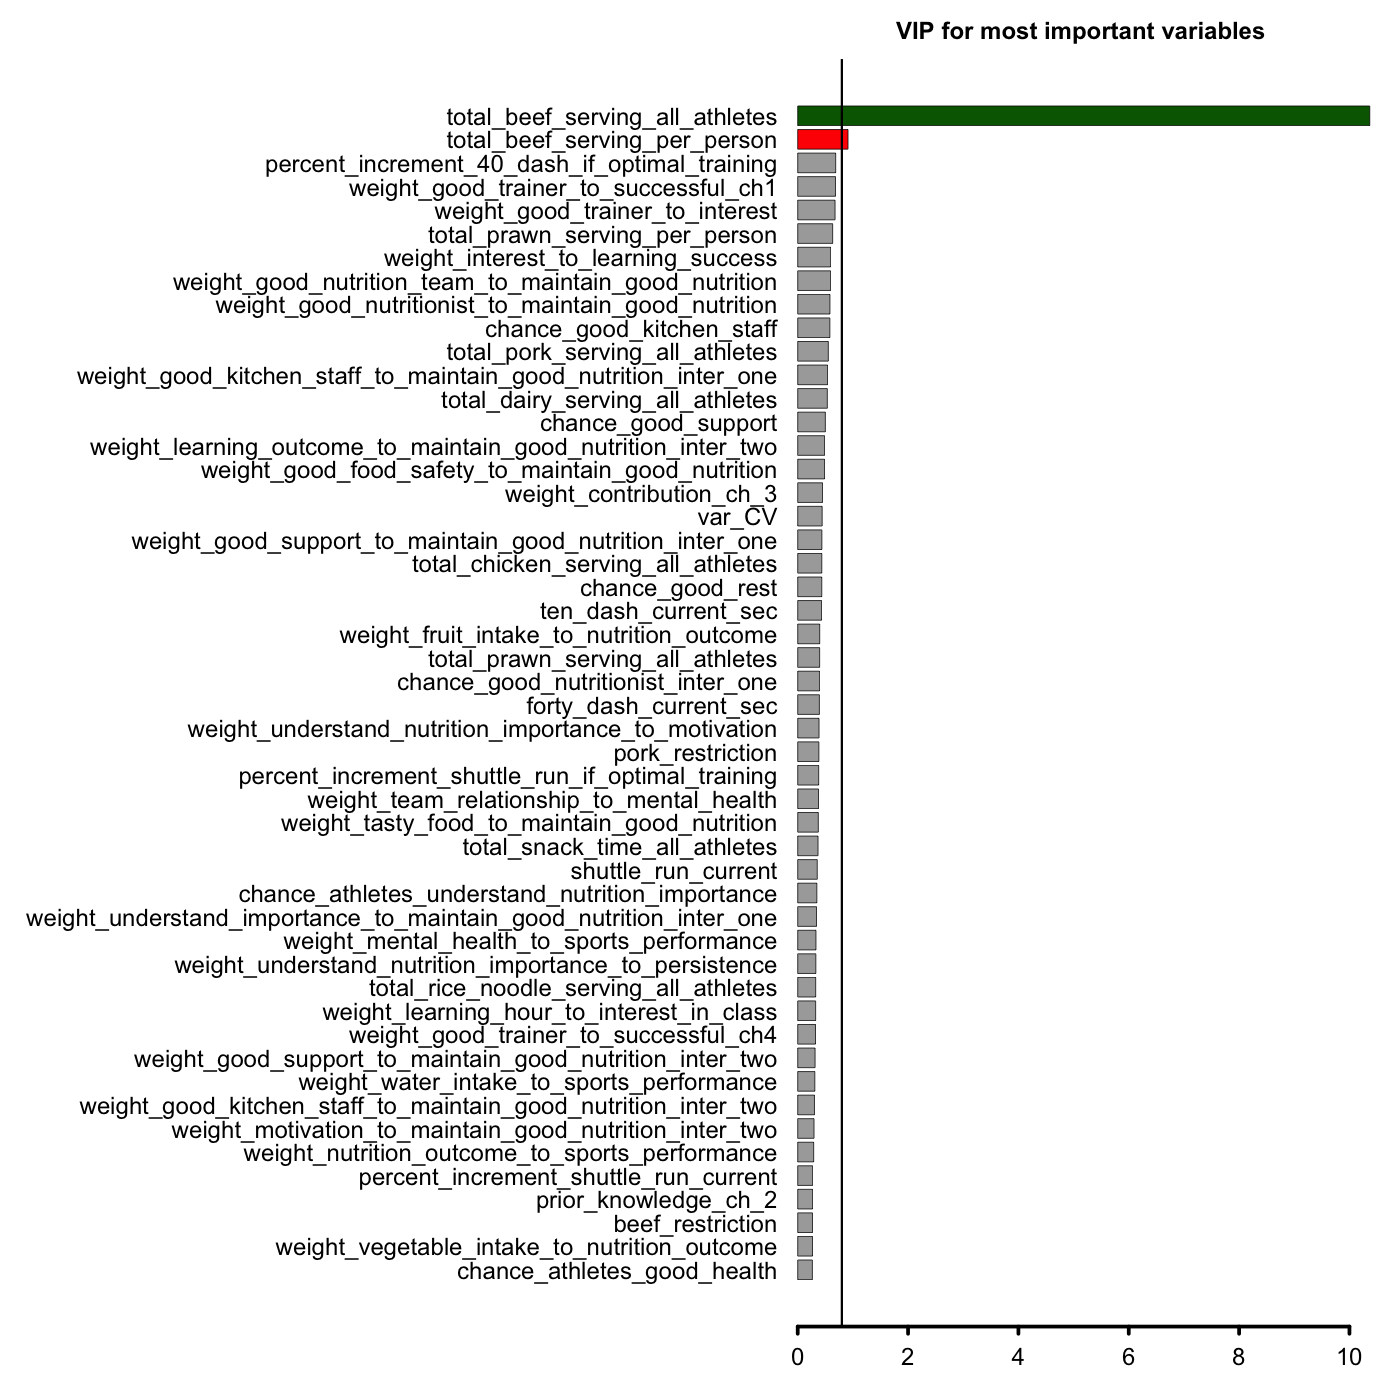 VIP for most important variables
total_beef_serving_all_athletes
total_beef_serving_per_person
percent_increment_40_dash_if_optimal_training
weight_good_trainer_to_successful_ch1
weight_good_trainer_to_interest
total_prawn_serving_per_person
weight_interest_to_learning_success
weight_good_nutrition_team_to_maintain_good_nutrition
weight_good_nutritionist_to_maintain_good_nutrition
chance_good_kitchen_staff
total_pork_serving_all_athletes
weight_good_kitchen_staff_to_maintain_good_nutrition_inter_one
total_dairy_serving_all_athletes
chance_good_support
weight_learning_outcome_to_maintain_good_nutrition_inter_two
weight_good_food_safety_to_maintain_good_nutrition
weight_contribution_ch_3
var_CV
weight_good_support_to_maintain_good_nutrition_inter_one
total_chicken_serving_all_athletes
chance_good_rest
ten_dash_current_sec
weight_fruit_intake_to_nutrition_outcome
total_prawn_serving_all_athletes
chance_good_nutritionist_inter_one
forty_dash_current_sec
weight_understand_nutrition_importance_to_motivation
pork_restriction
percent_increment_shuttle_run_if_optimal_training
weight_team_relationship_to_mental_health
weight_tasty_food_to_maintain_good_nutrition
total_snack_time_all_athletes
shuttle_run_current
chance_athletes_understand_nutrition_importance
weight_understand_importance_to_maintain_good_nutrition_inter_one
weight_mental_health_to_sports_performance
weight_understand_nutrition_importance_to_persistence
total_rice_noodle_serving_all_athletes
weight_learning_hour_to_interest_in_class
weight_good_trainer_to_successful_ch4
weight_good_support_to_maintain_good_nutrition_inter_two
weight_water_intake_to_sports_performance
weight_good_kitchen_staff_to_maintain_good_nutrition_inter_two
weight_motivation_to_maintain_good_nutrition_inter_two
weight_nutrition_outcome_to_sports_performance
percent_increment_shuttle_run_current
prior_knowledge_ch_2
beef_restriction
weight_vegetable_intake_to_nutrition_outcome
chance_athletes_good_health
0 2 4 6 8 10